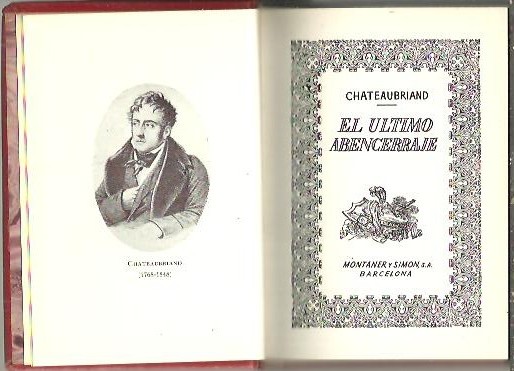 CHATEAUBRIAND
(1768-1848)
CHATEAUBRIAND
EL ULTIMO
ABENCERRAJE
MONTANER Y SIMON, S.A.
BARCELONA